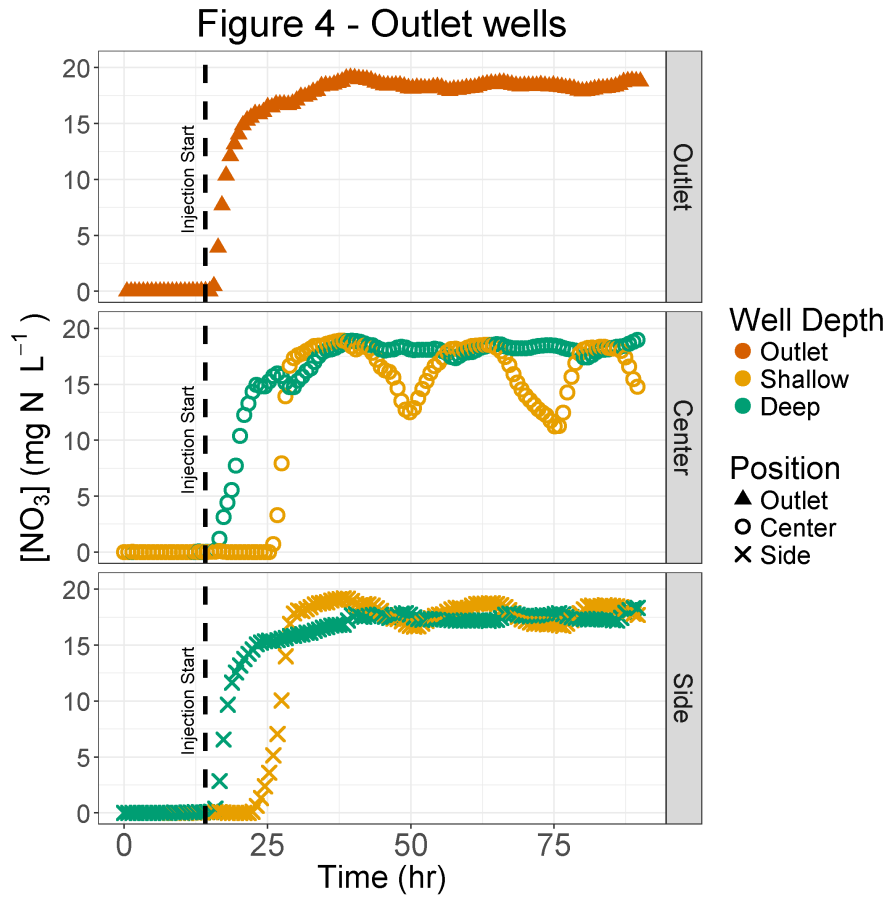 Figure 4 - Outlet wells
[NO₃] (mg N L⁻¹)
20
15
10
5
0
Injection Start
Outlet
20
15
10
5
0
Injection Start
Center
20
15
10
5
0
Injection Start
Side
0 25 50 75
Time (hr)
Well Depth
Outlet
Shallow
Deep
Position
Outlet
Center
Side